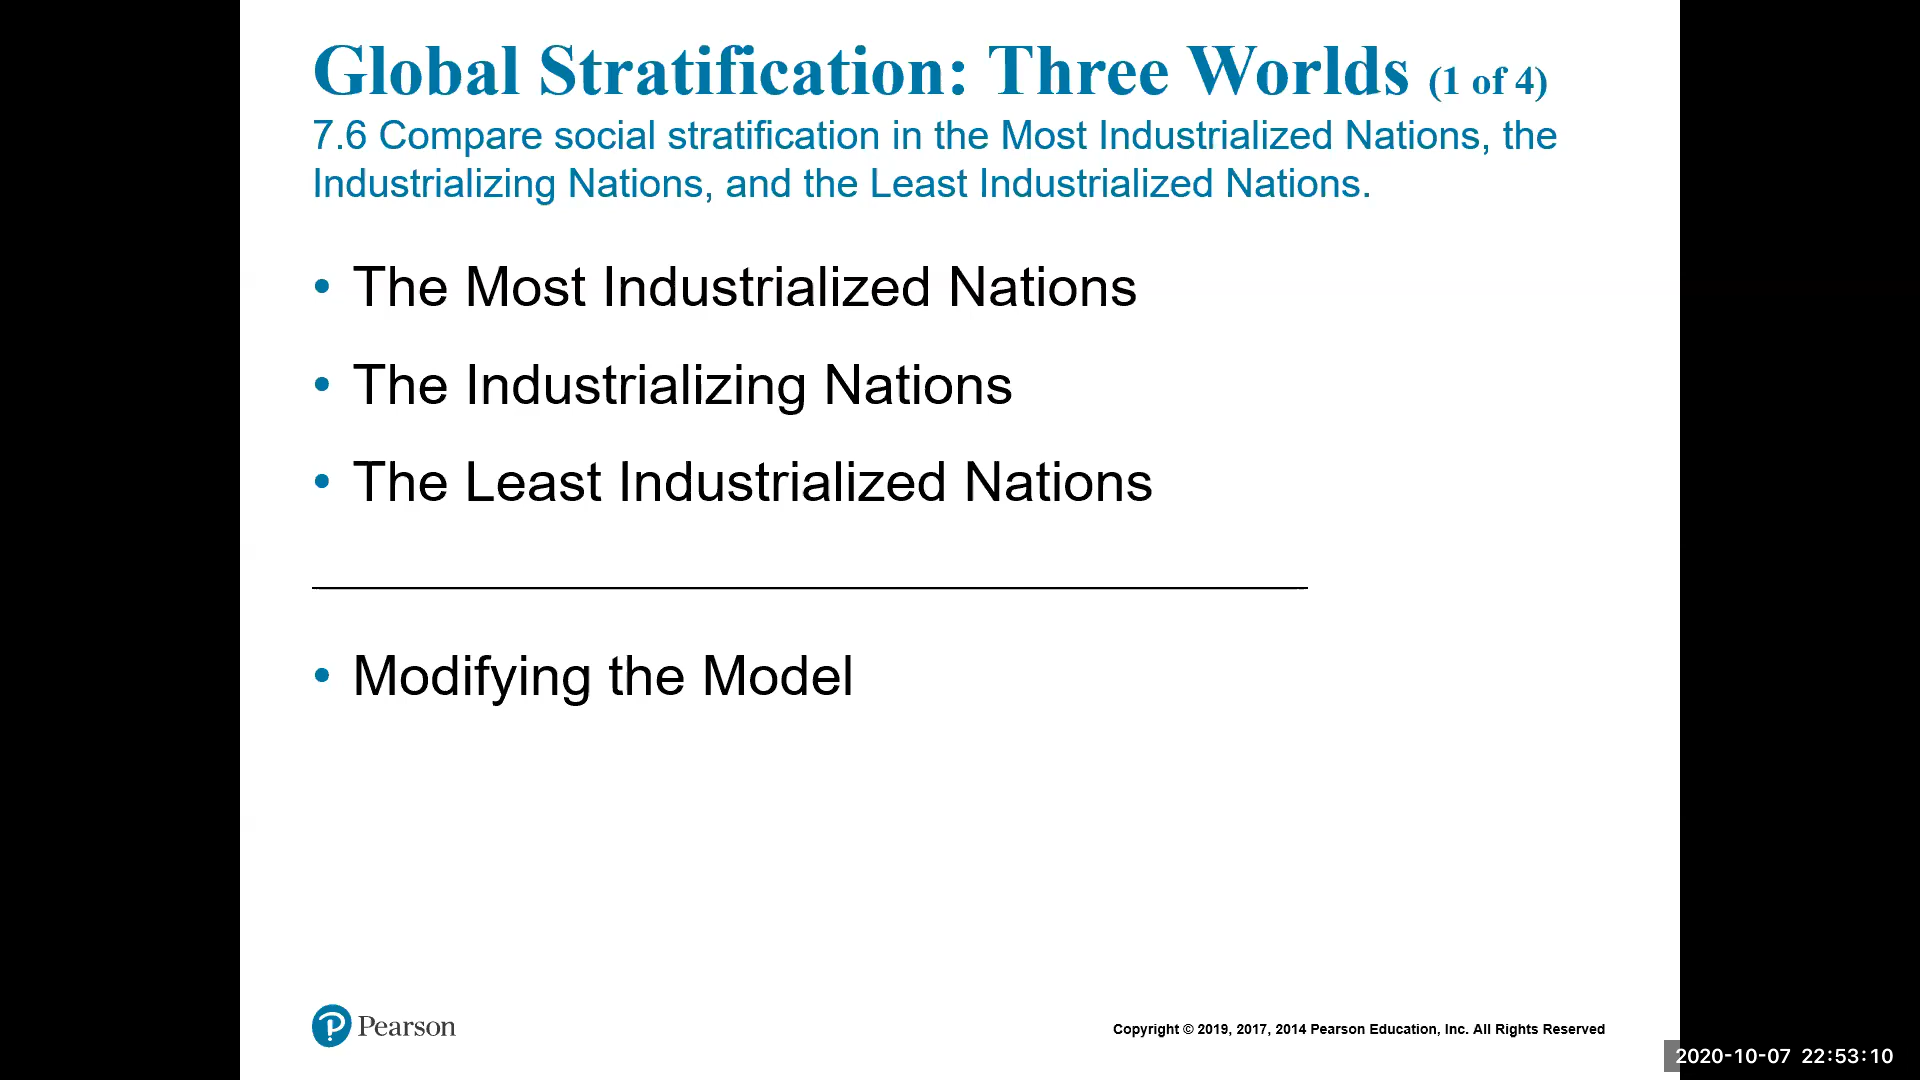 Global Stratification: Three Worlds (1 of 4)
7.6 Compare social stratification in the Most Industrialized Nations, the
Industrializing Nations, and the Least Industrialized Nations.
• The Most Industrialized Nations
• The Industrializing Nations
• The Least Industrialized Nations
• Modifying the Model
Pearson
Copyright © 2019, 2017, 2014 Pearson Education, Inc. All Rights Reserved
2020-10-07 22:53:10